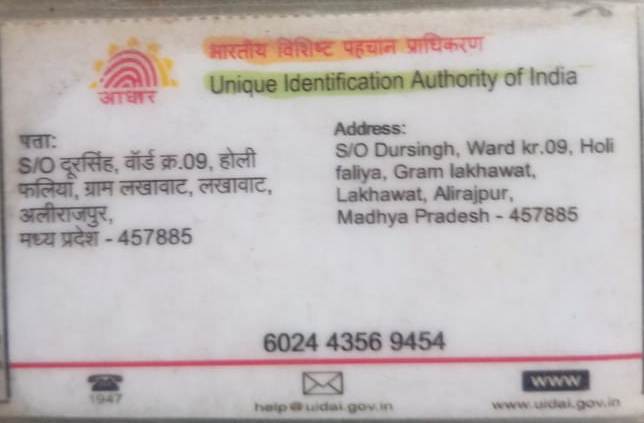 भारतीय विशिष्ट पहचान प्राधिकरण
Unique Identification Authority of India
आधार
पता:
S/O दूरसिंह, वॉर्ड क्र.09, होली
फलिया, ग्राम लखावाट, लखावाट,
अलीराजपुर,
मध्य प्रदेश - 457885
Address:
S/O Dursingh, Ward kr.09, Holi
faliya, Gram lakhawat,
Lakhawat, Alirajpur,
Madhya Pradesh - 457885
6024 4356 9454
1947
help@uidai.gov.in
www
www.uidai.gov.in